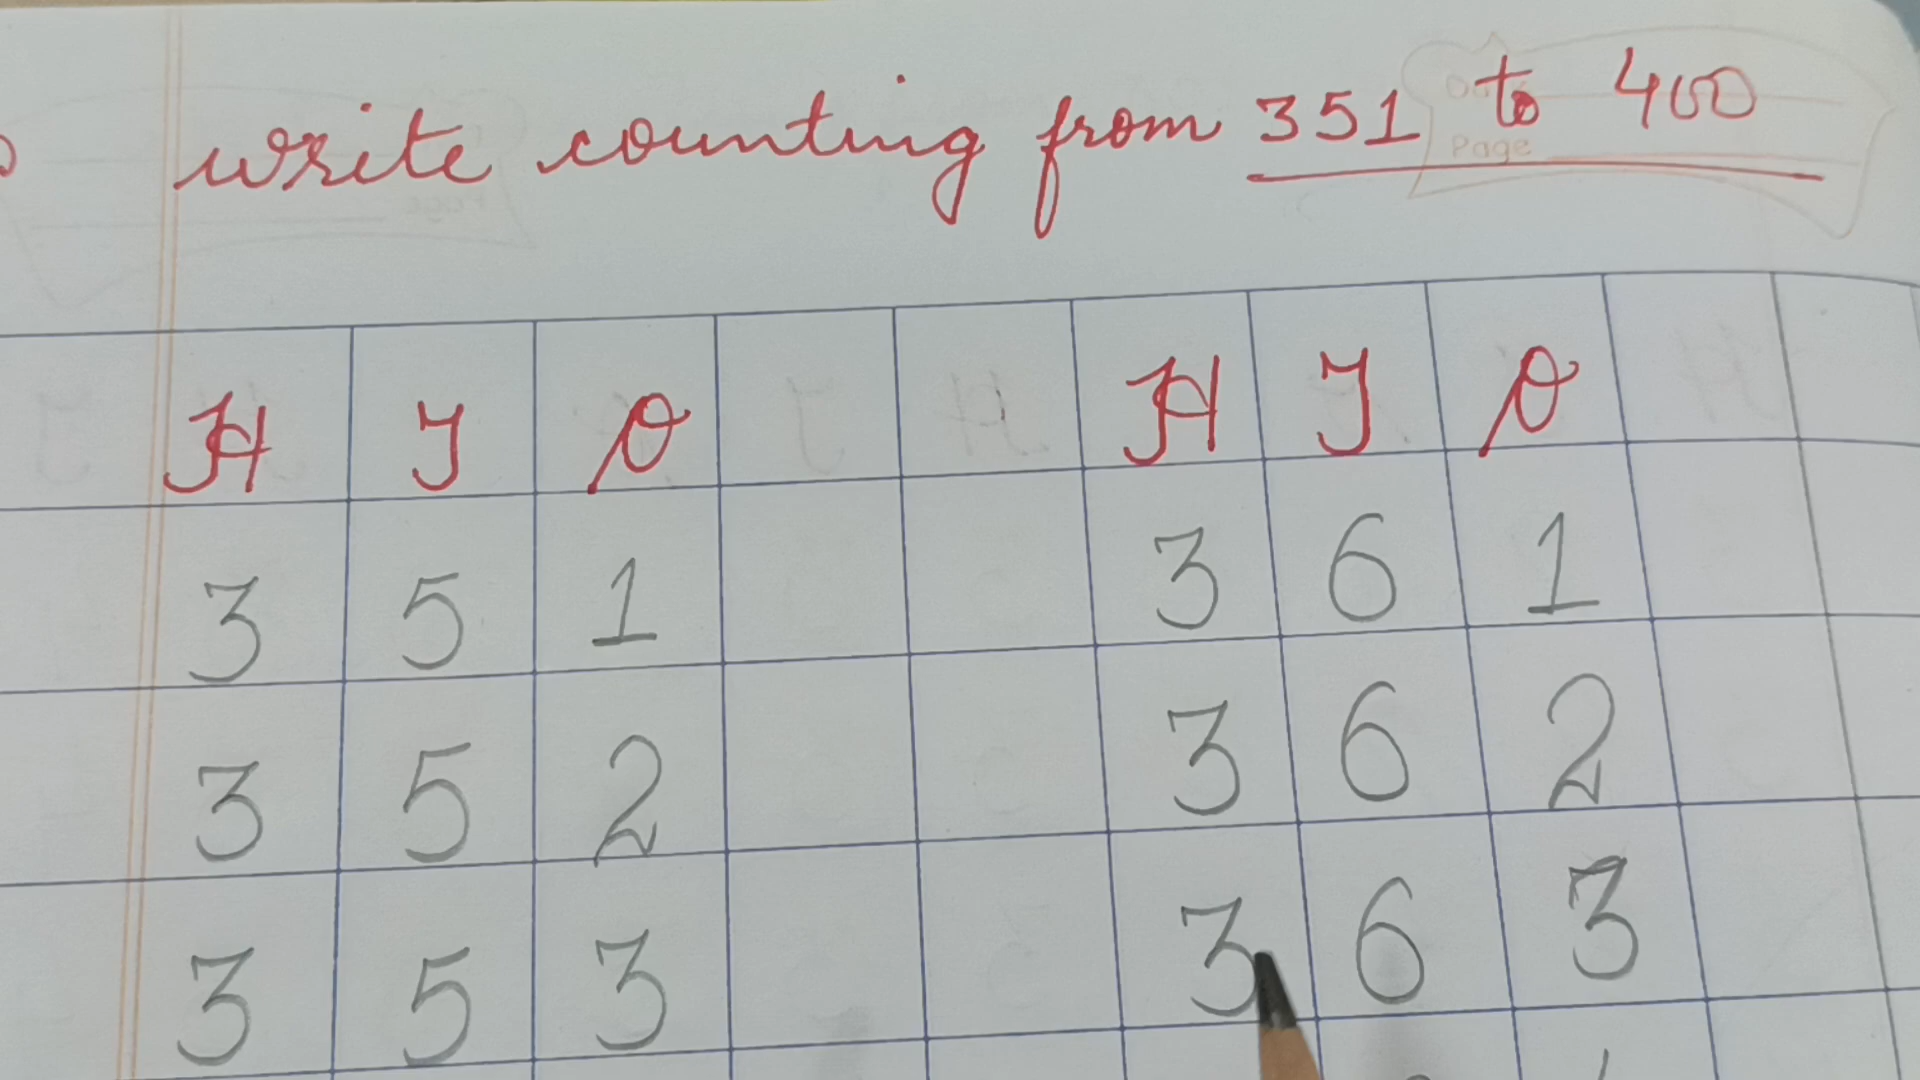 write counting from 351 to 400
Page
H T O H T O
3 5 1 3 6 1
3 5 2 3 6 2
3 5 3 3 6 3